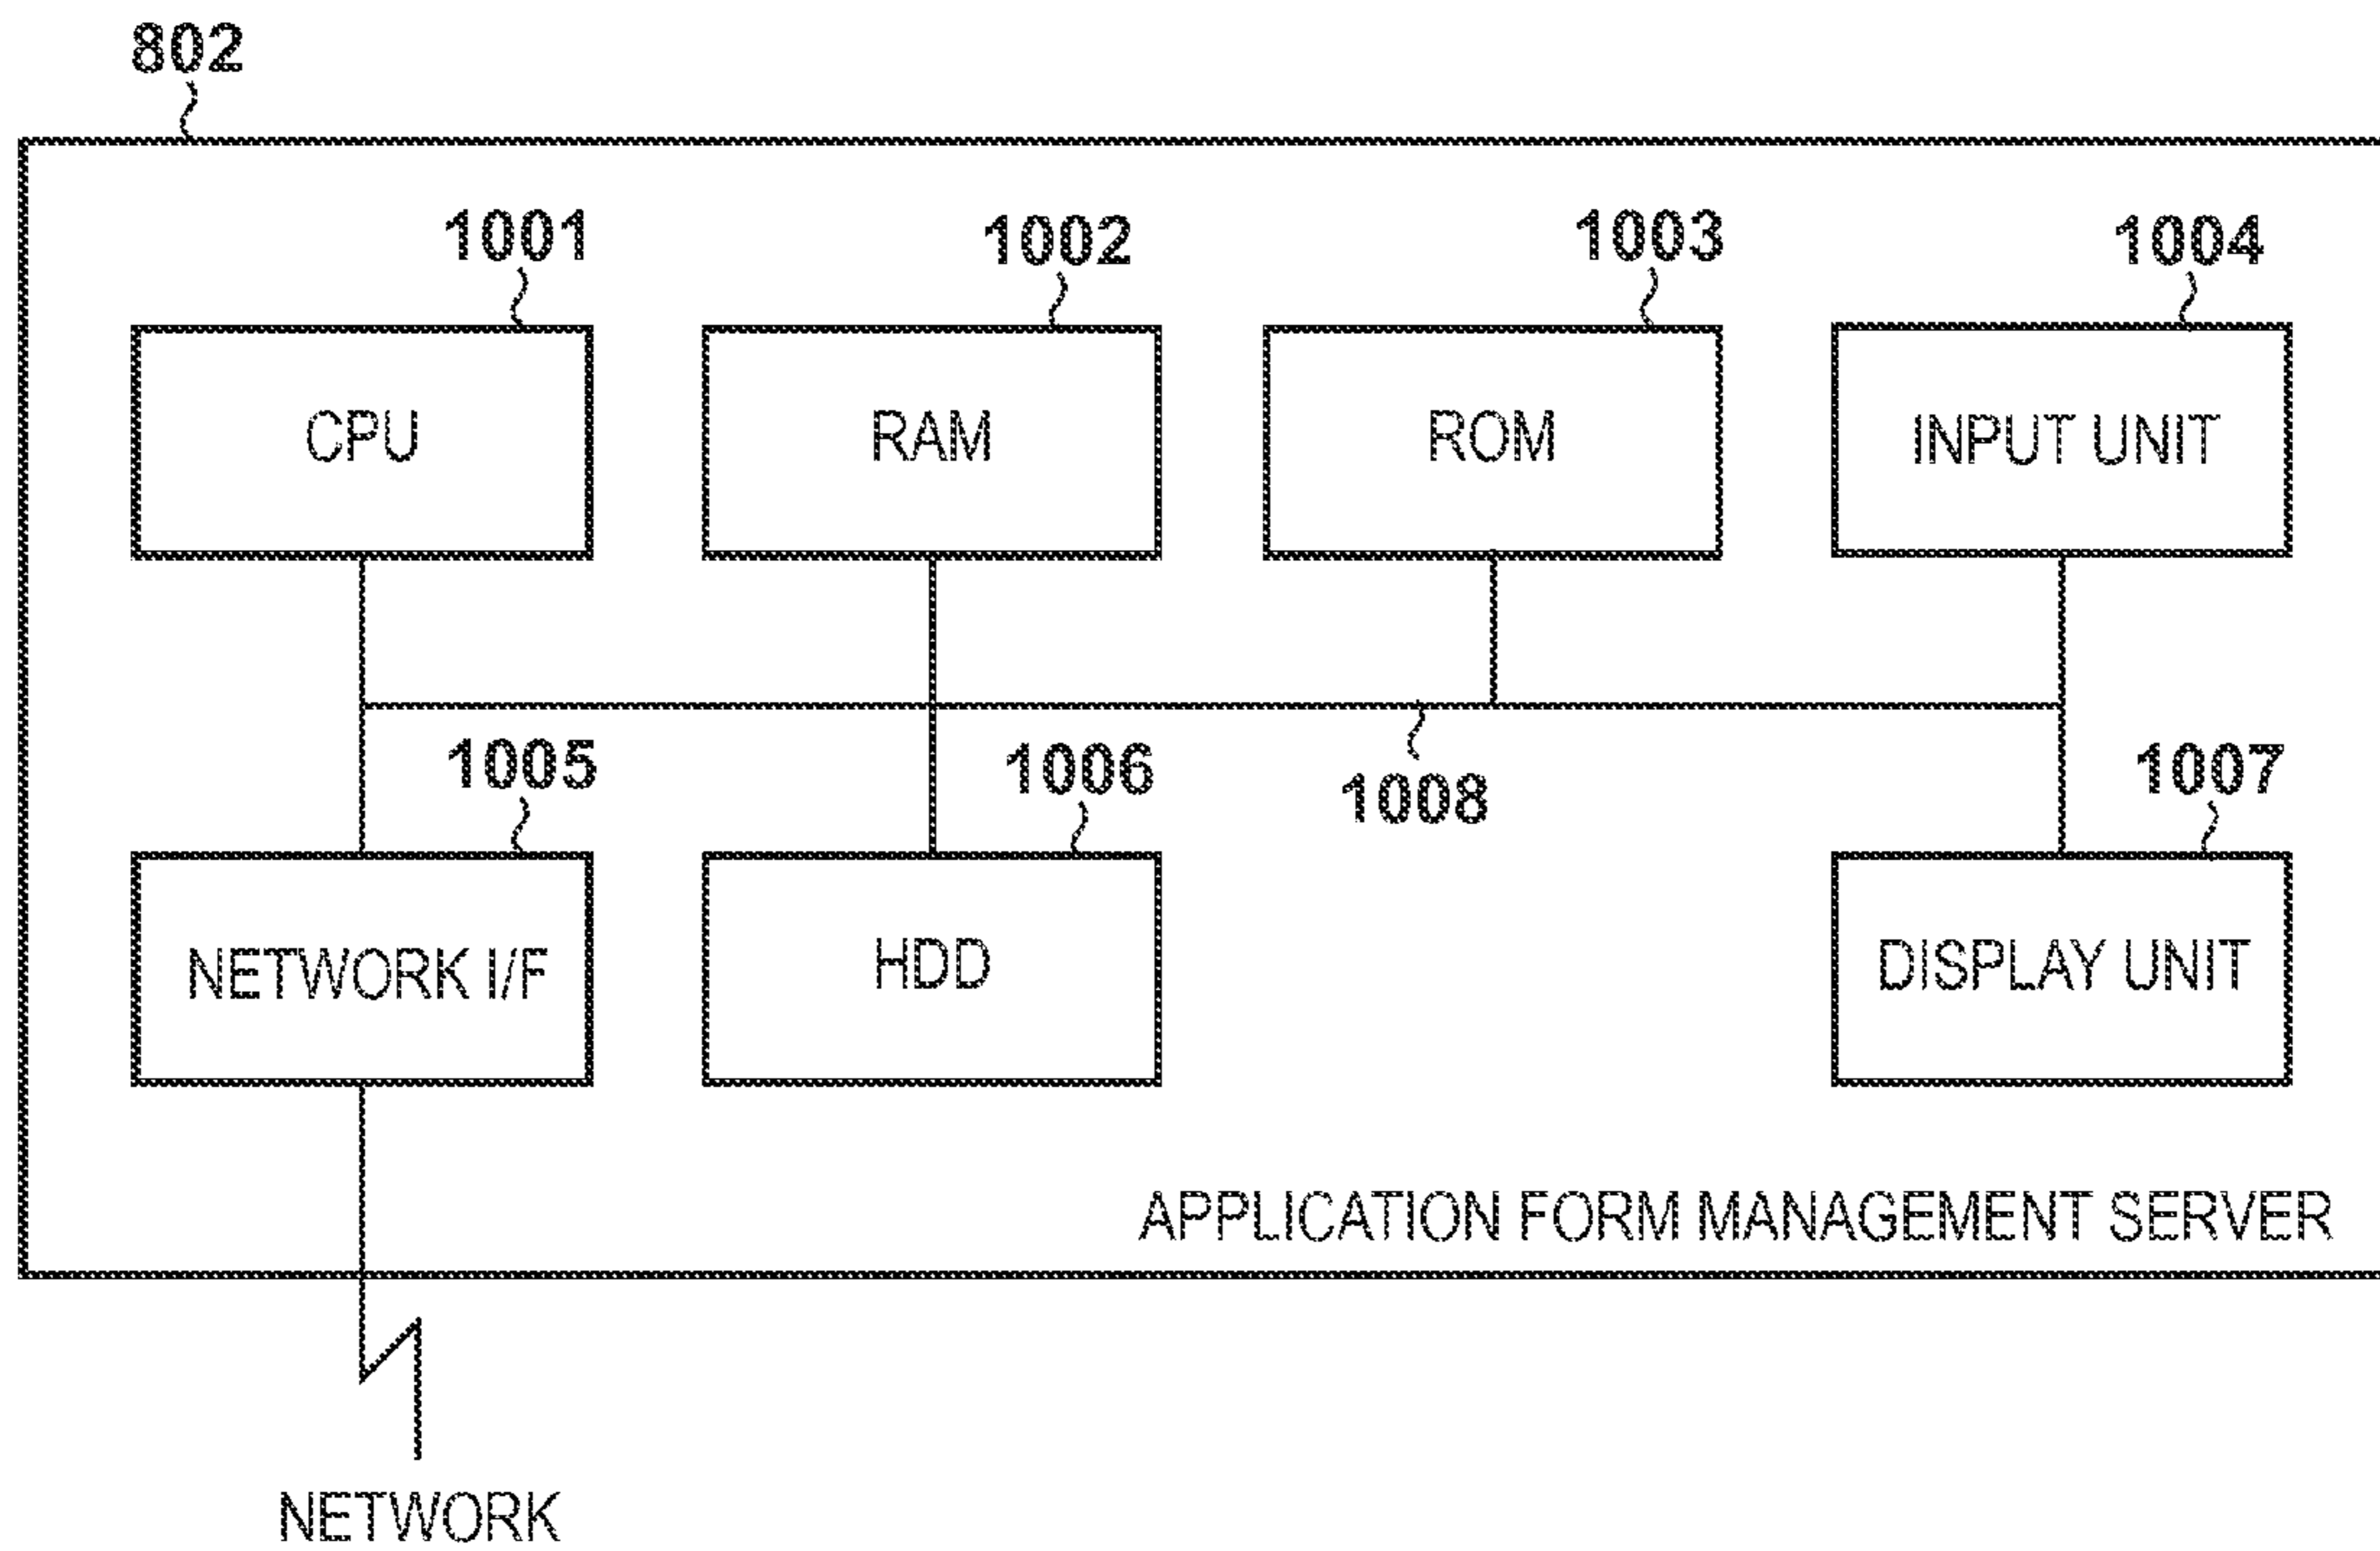 802
1001
1002
1003
1004
CPU
RAM
ROM
INPUT UNIT
1005
1006
1008
1007
NETWORK I/F
HDD
DISPLAY UNIT
APPLICATION FORM MANAGEMENT SERVER
NETWORK